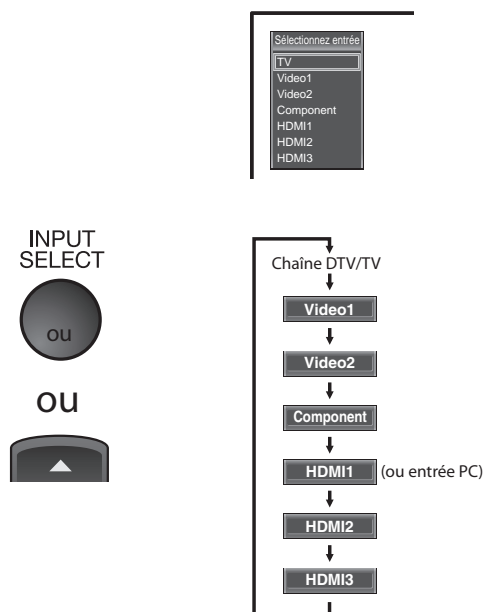 Sélectionnez entrée
TV
Video1
Video2
Component
HDMI1
HDMI2
HDMI3
INPUT
SELECT
ou
ou
Chaîne DTV/TV
Video1
Video2
Component
HDMI1 (ou entrée PC)
HDMI2
HDMI3